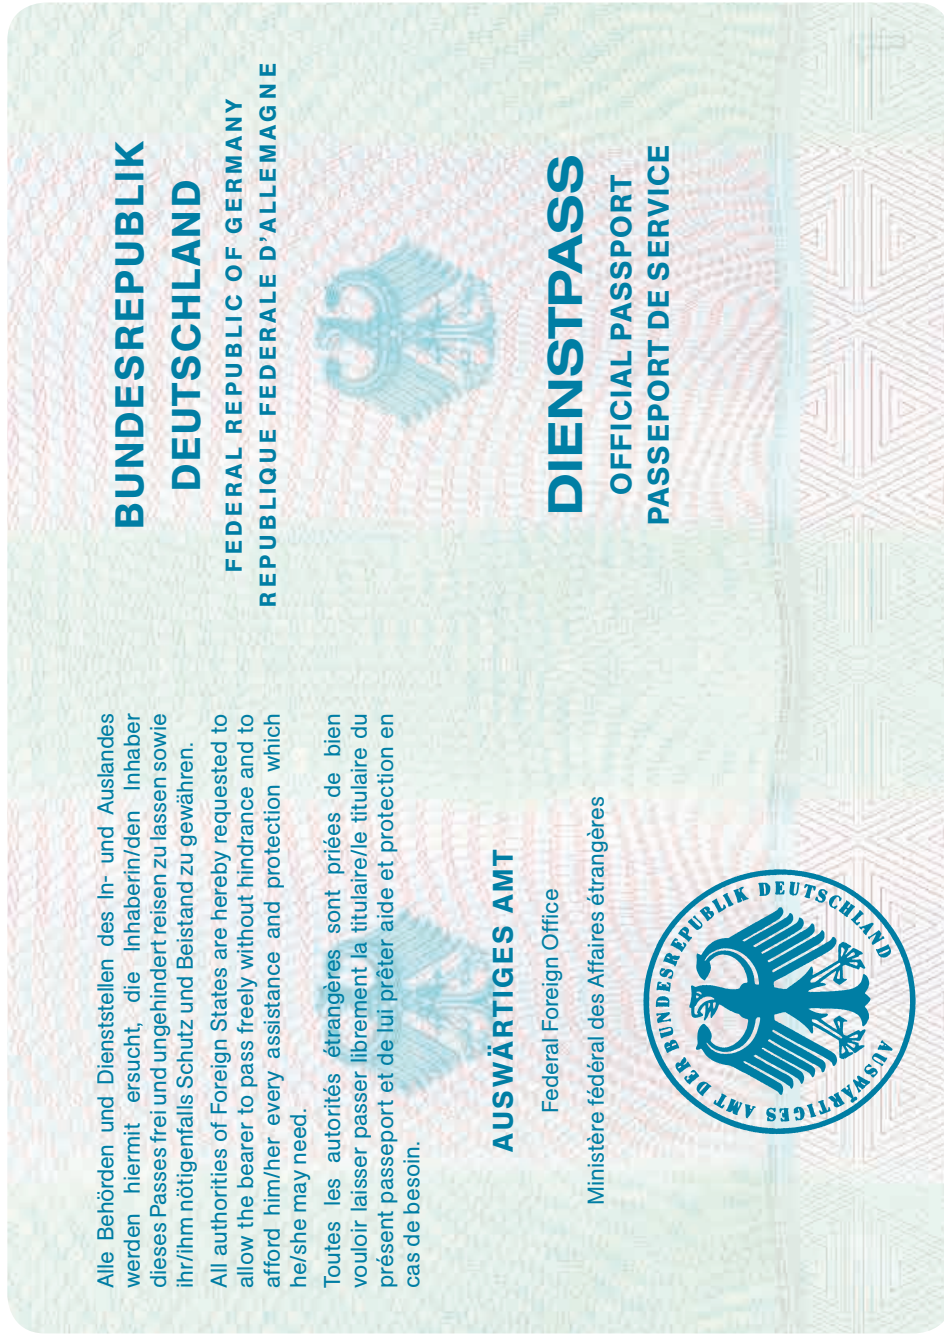 Alle Behörden und Dienststellen des In- und Auslandes
werden hiermit ersucht, die Inhaberin/den Inhaber
dieses Passes frei und ungehindert reisen zu lassen sowie
ihr/ihm nötigenfalls Schutz und Beistand zu gewähren.
All authorities of Foreign States are hereby requested to
allow the bearer to pass freely without hindrance and to
afford him/her every assistance and protection which
he/she may need.
Toutes les autorités étrangères sont priées de bien
vouloir laisser passer librement la titulaire/le titulaire du
présent passeport et de lui prêter aide et protection en
cas de besoin.
AUSWÄRTIGES AMT
Federal Foreign Office
Ministère fédéral des Affaires étrangères
AUSWÄRTIGES AMT DER BUNDESREPUBLIK DEUTSCHLAND
BUNDESREPUBLIK
DEUTSCHLAND
FEDERAL REPUBLIC OF GERMANY
REPUBLIQUE FEDERALE D'ALLEMAGNE
DIENSTPASS
OFFICIAL PASSPORT
PASSEPORT DE SERVICE